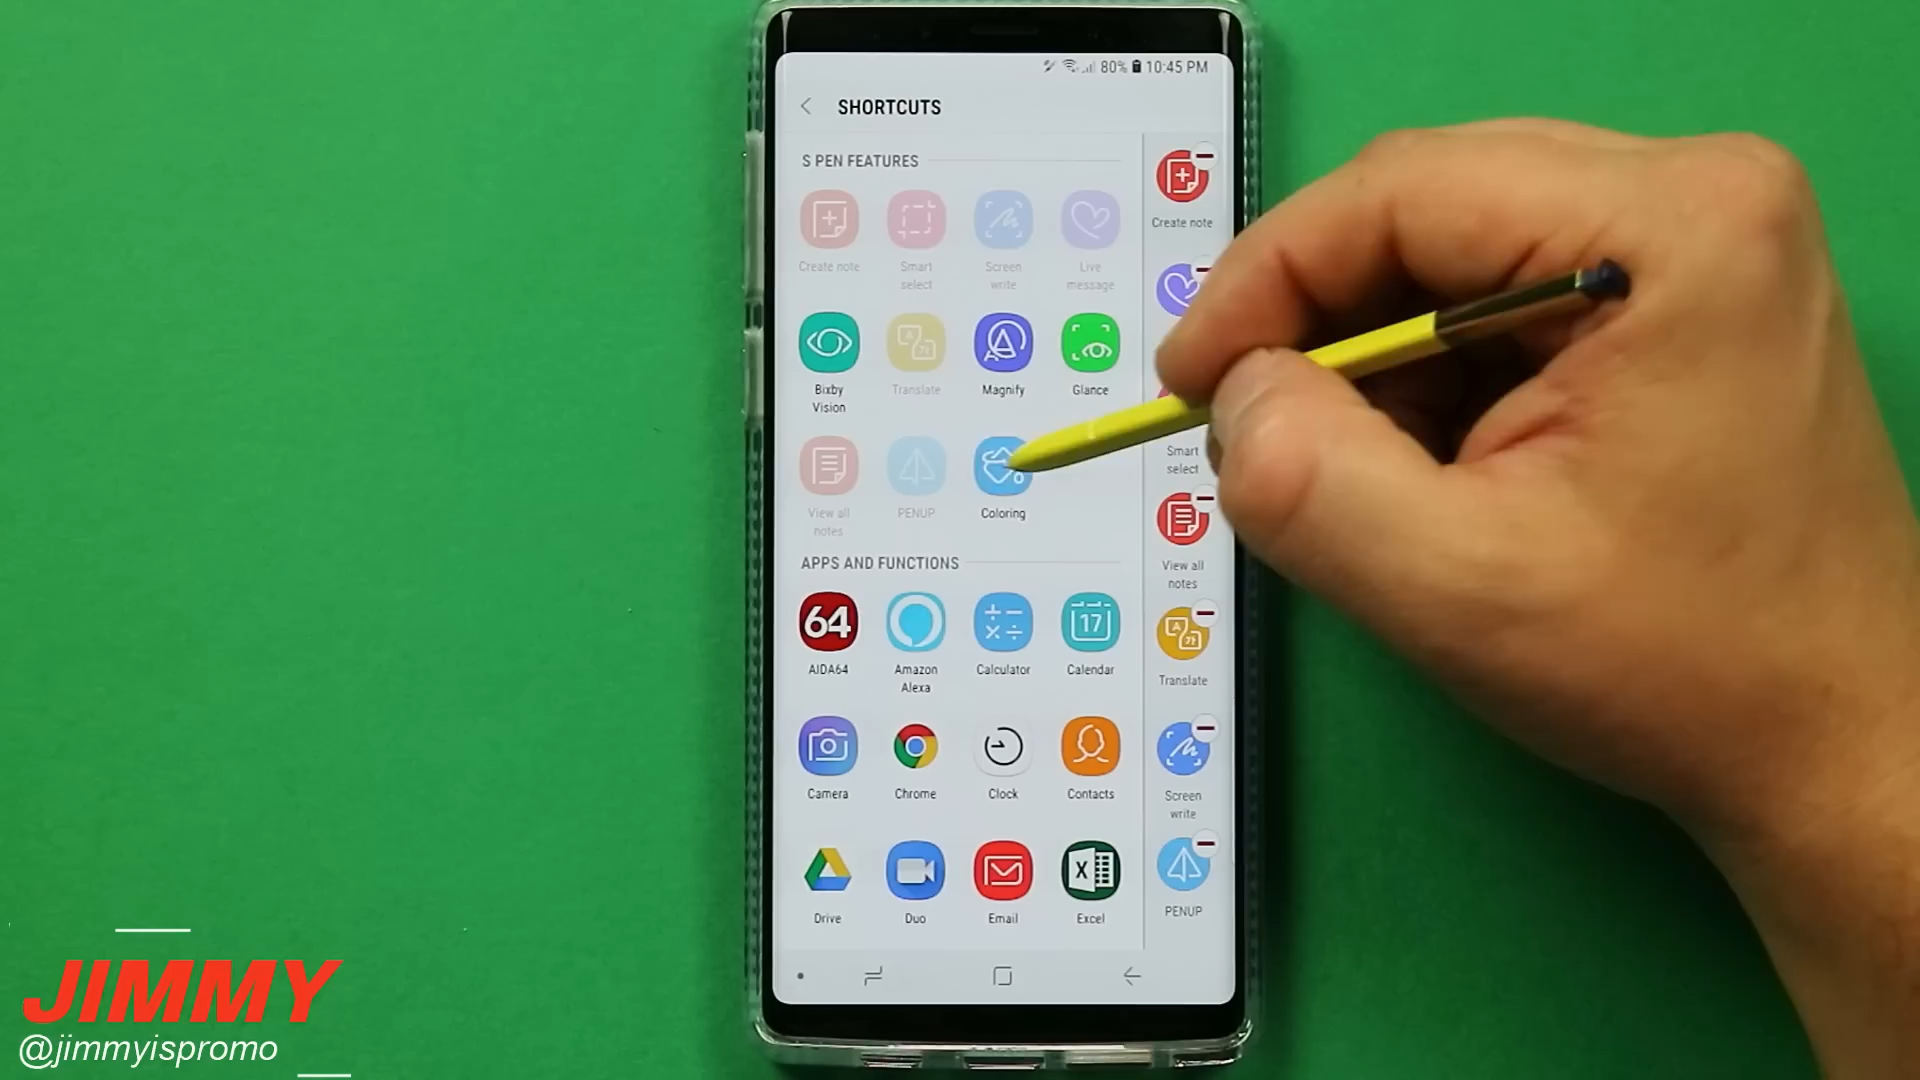 80% 10:45 PM
SHORTCUTS
S PEN FEATURES
Create note
Smart
select
Screen
write
Live
message
Bixby
Vision
Translate
Magnify
Glance
View all
notes
PENUP
Coloring
APPS AND FUNCTIONS
64
AIDA64
Amazon
Alexa
Calculator
17
Calendar
Camera
Chrome
Clock
Contacts
Drive
Duo
Email
X
Excel
Create note
Smart
select
View all
notes
A
Translate
Screen
write
PENUP
JIMMY
@jimmyispromo